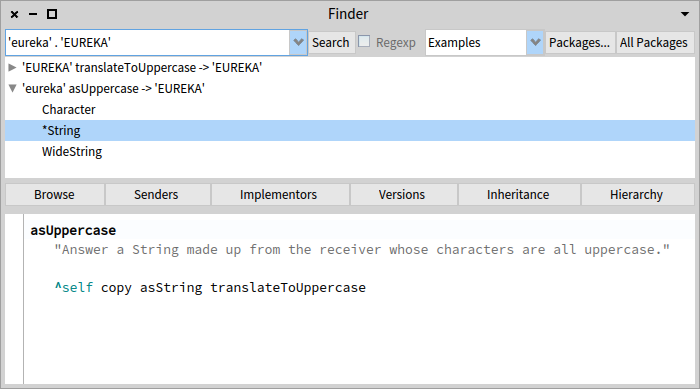 Finder
'eureka' . 'EUREKA' Search Regexp Examples Packages... All Packages
'EUREKA' translateToUppercase -> 'EUREKA'
'eureka' asUppercase -> 'EUREKA'
Character
*String
WideString
Browse Senders Implementors Versions Inheritance Hierarchy
asUppercase
"Answer a String made up from the receiver whose characters are all uppercase."
^self copy asString translateToUppercase